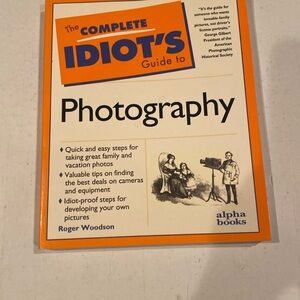 The COMPLETE
IDIOT'S
Guide to
"It's the guide for
someone who wants
lovable family
pictures, not driver's
license portraits."
George Gilbert
President of the
American
Photographic
Historical Society
Photography
♦ Quick and easy steps for
taking great family and
vacation photos
♦ Valuable tips on finding
the best deals on cameras
and equipment
♦ Idiot-proof steps for
developing your own
pictures
Roger Woodson
alpha
books